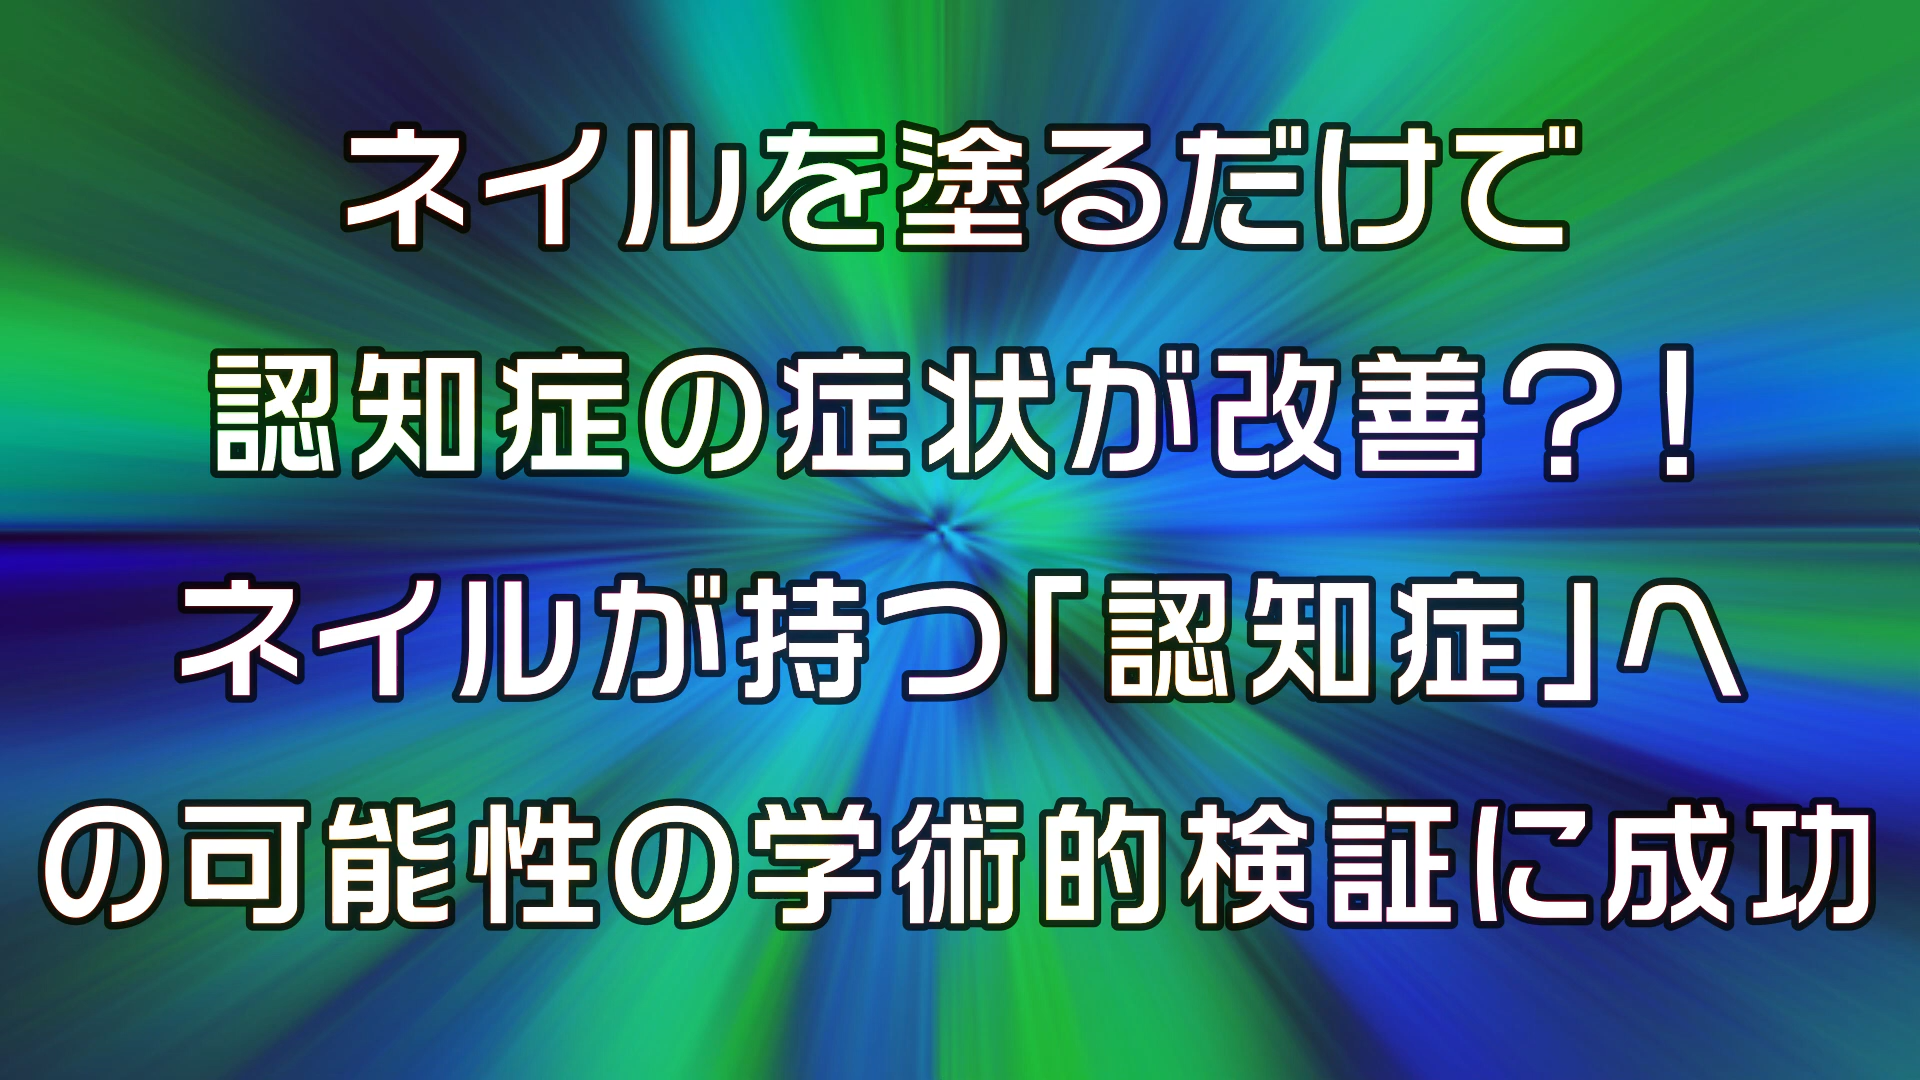 ネイルを塗るだけで
認知症の症状が改善？！
ネイルが持つ「認知症」へ
の可能性の学術的検証に成功